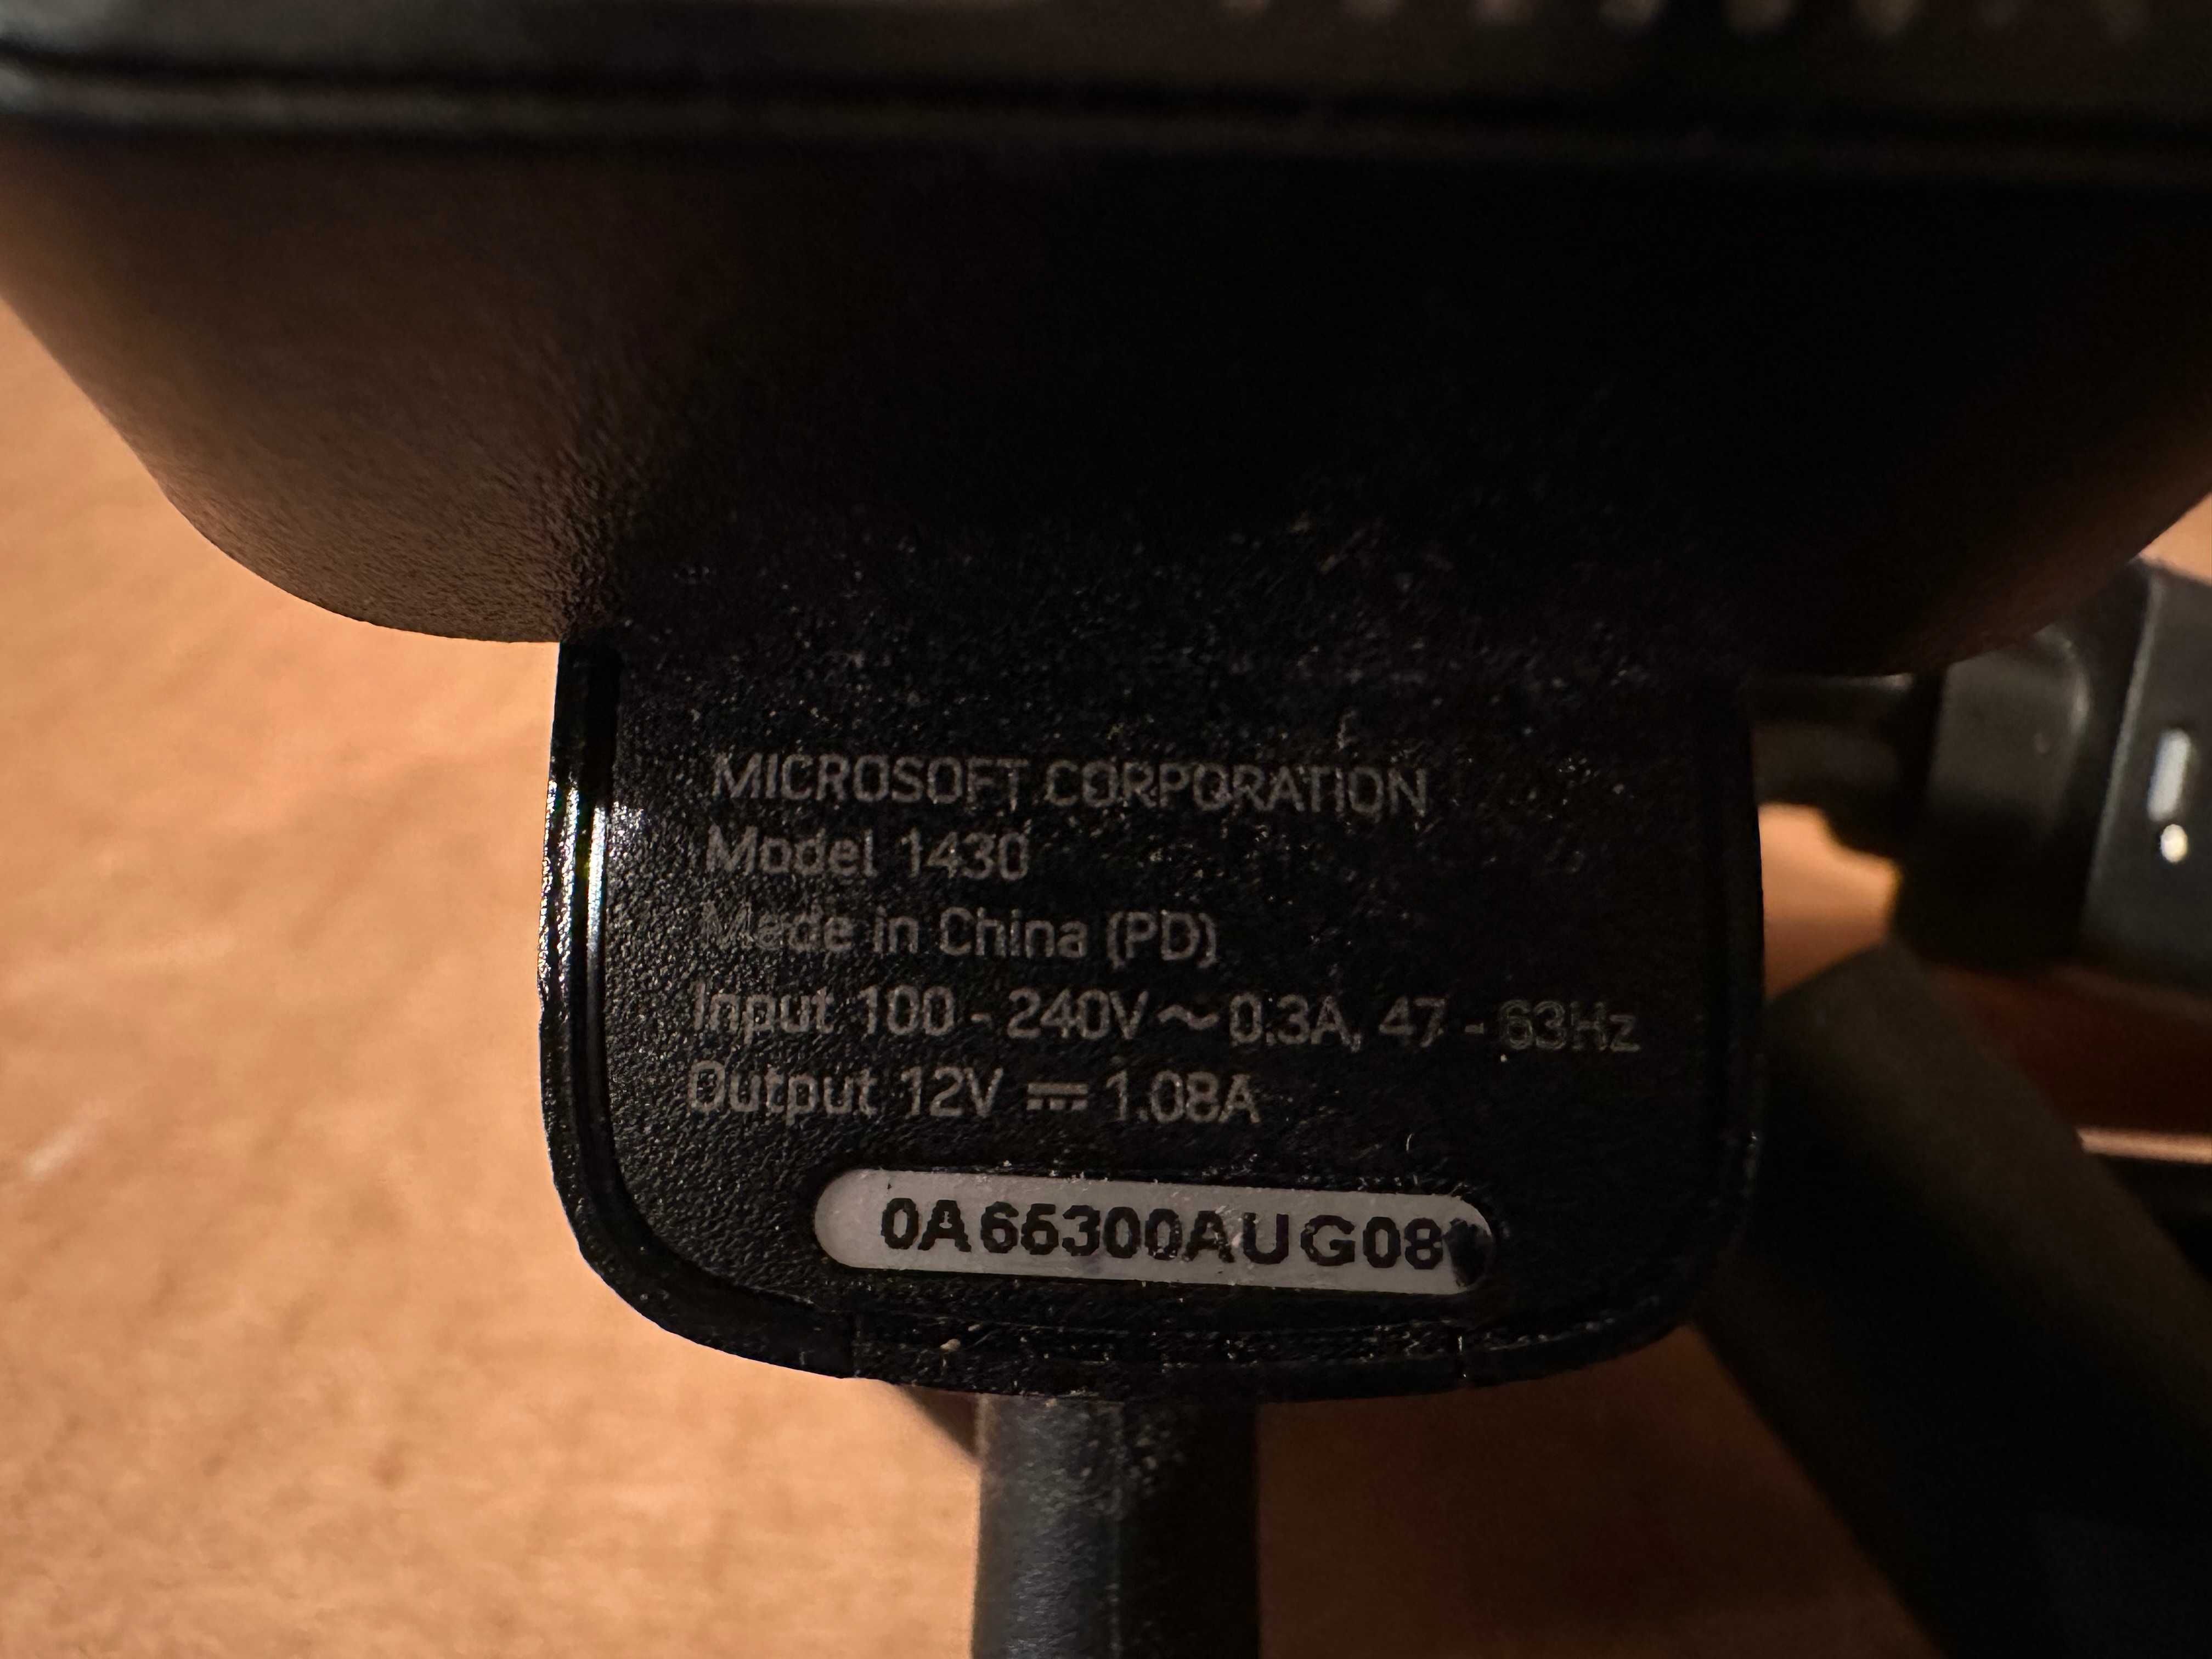 MICROSOFT CORPORATION
Model 1430
Made in China (PD)
Input 100 - 240V ~ 0.3A, 47 - 63Hz
Output 12V ⎓ 1.08A